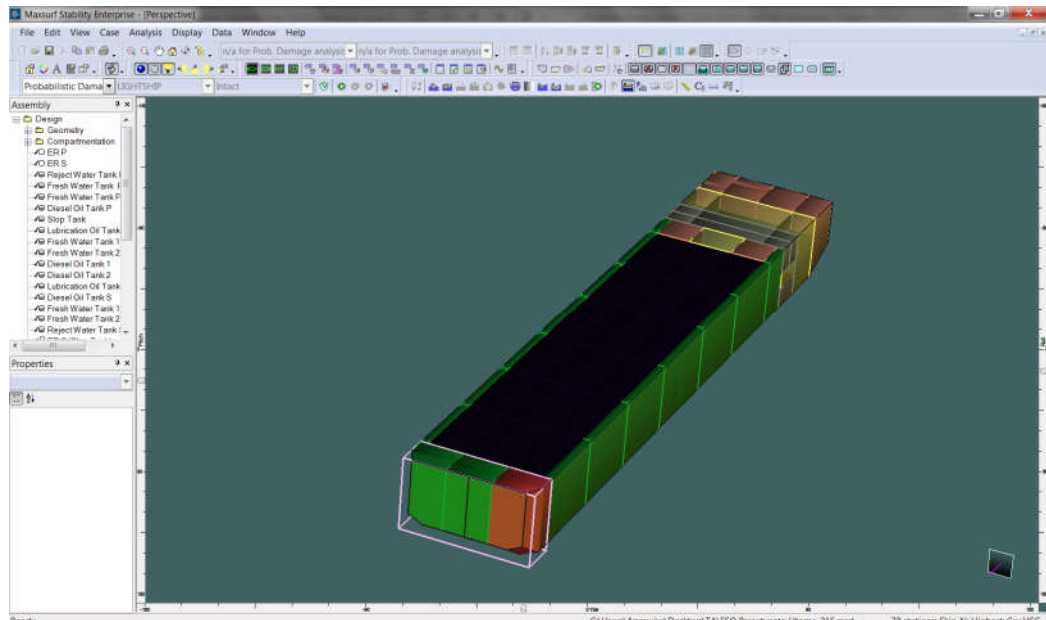 Maxsurf Stability Enterprise - [Perspective]
File Edit View Case Analysis Display Data Window Help
n/a for Prob. Damage analysis n/a for Prob. Damage analysis
Probabilistic Dama LIGHTSHIP Intact
Assembly
Design
Geometry
Compartmentation
ER P
ER S
Reject Water Tank
Fresh Water Tank
Fresh Water Tank P
Diesel Oil Tank P
Slop Tank
Lubrication Oil Tank
Fresh Water Tank 1
Fresh Water Tank 2
Diesel Oil Tank 1
Diesel Oil Tank 2
Lubrication Oil Tank
Diesel Oil Tank S
Fresh Water Tank 1
Fresh Water Tank 2
Reject Water Tank
Properties